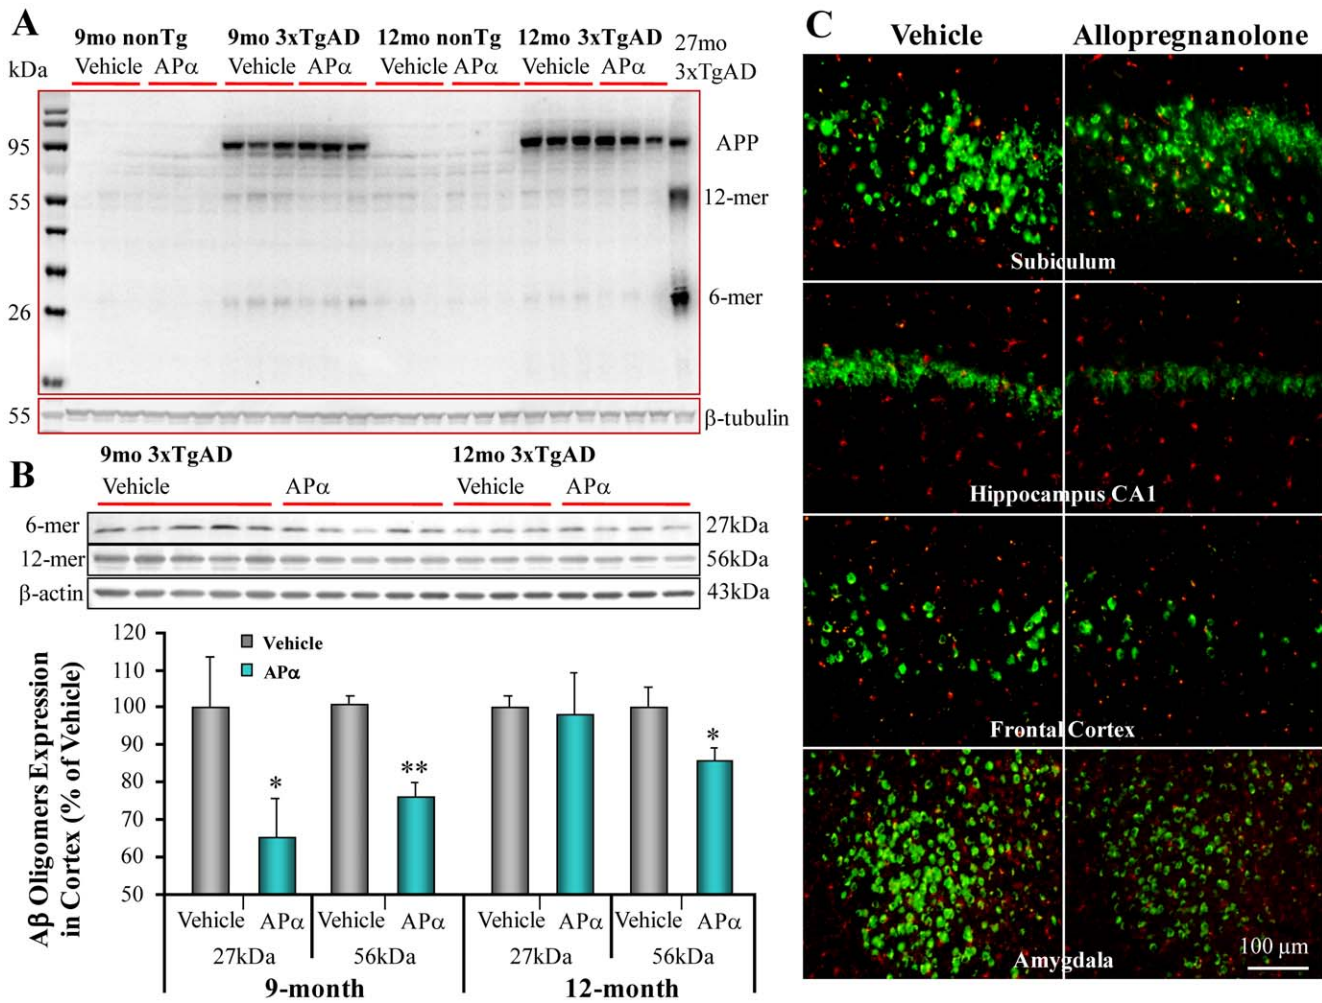 A
9mo nonTg 9mo 3xTgAD 12mo nonTg 12mo 3xTgAD 27mo
kDa Vehicle APα Vehicle APα Vehicle APα Vehicle APα 3xTgAD
95 APP
55 12-mer
26 6-mer
55 β-tubulin
B
9mo 3xTgAD 12mo 3xTgAD
Vehicle APα Vehicle APα
6-mer 27kDa
12-mer 56kDa
β-actin 43kDa
Aβ Oligomers Expression
in Cortex (% of Vehicle)
120
110
100
90
80
70
60
50
Vehicle
APα
* ** *
Vehicle APα Vehicle APα Vehicle APα Vehicle APα
27kDa 56kDa 27kDa 56kDa
9-month 12-month
C
Vehicle Allopregnanolone
Subiculum
Hippocampus CA1
Frontal Cortex
Amygdala
100 μm